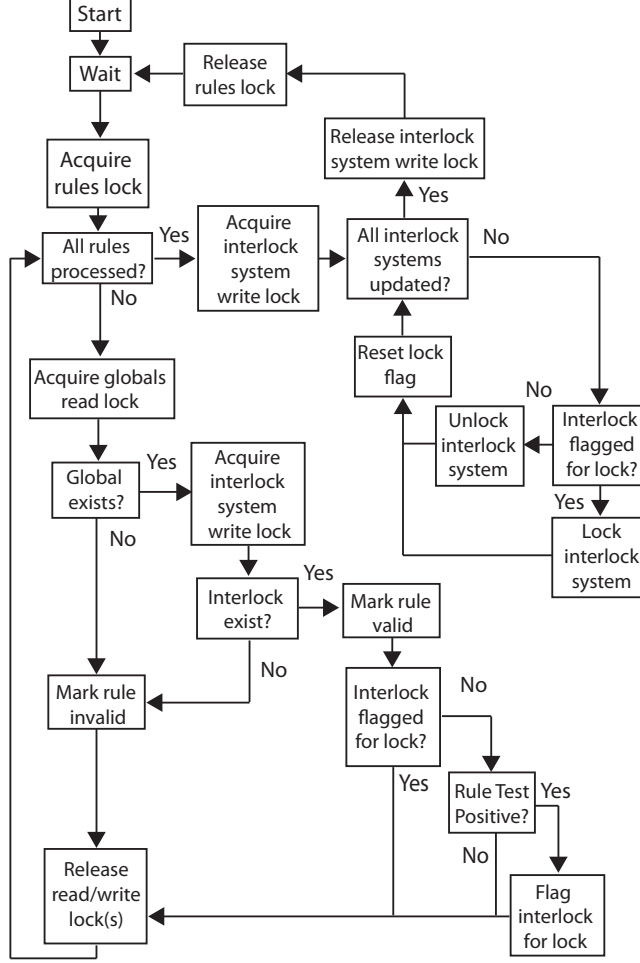 Start
Wait
Release
rules lock
Release interlock
system write lock
Acquire
rules lock
Yes
All rules
processed?
Yes
Acquire
interlock
system
write lock
All interlock
systems
updated?
No
No
Reset lock
flag
Acquire globals
read lock
No
Unlock
interlock
system
Interlock
flagged
for lock?
Global
exists?
Yes
Acquire
interlock
system
write lock
Yes
Lock
interlock
system
No
Interlock
exist?
Yes
Mark rule
valid
No
Mark rule
invalid
Interlock
flagged
for lock?
No
Yes
Rule Test
Positive?
Yes
No
Release
read/write
lock(s)
Flag
interlock
for lock